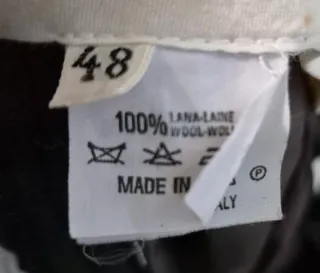 48
100% LANA-LAINE
WOOL-WOLL
MADE IN
P
ALY